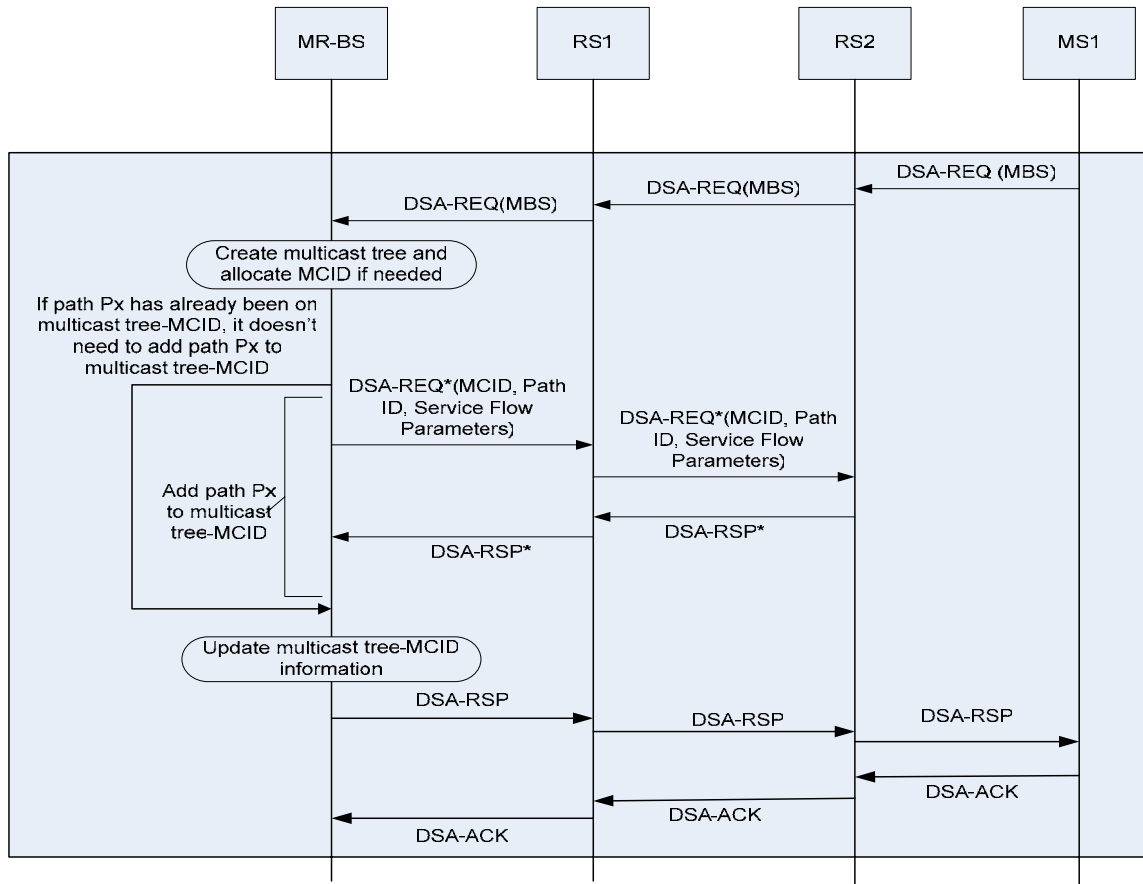 MR-BS
RS1
RS2
MS1
DSA-REQ (MBS)
DSA-REQ(MBS)
DSA-REQ(MBS)
Create multicast tree and
allocate MCID if needed
If path Px has already been on
multicast tree-MCID, it doesn't
need to add path Px to
multicast tree-MCID
DSA-REQ*(MCID, Path
ID, Service Flow
Parameters)
DSA-REQ*(MCID, Path
ID, Service Flow
Parameters)
Add path Px
to multicast
tree-MCID
DSA-RSP*
DSA-RSP*
Update multicast tree-MCID
information
DSA-RSP
DSA-RSP
DSA-RSP
DSA-ACK
DSA-ACK
DSA-ACK